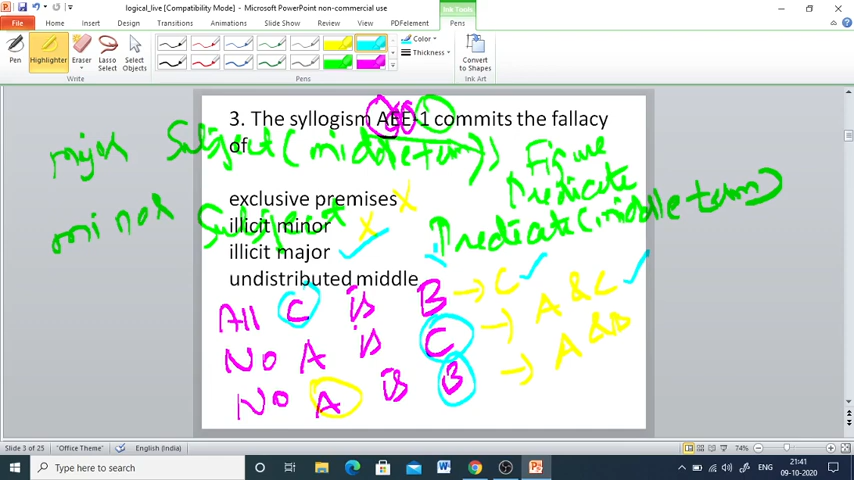 logical_live [Compatibility Mode] - PowerPoint non-commercial use
Ink Tools
File Home Insert Design Transitions Animations Slide Show Review View PDFelement Pens
Pen Highlighter Eraser Lasso Select Select Objects
Color
Thickness
Convert to Shapes
Write Pens Ink Art
3. The syllogism AEE-1 commits the fallacy
of
major Subject (middle term) Figure
Predicate
exclusive premises
minor Subject Predicate (middle term)
illicit minor
illicit major
undistributed middle
All C is B → C
No A is C → A & C
No A is B → A & B
Slide 3 of 25 "Office Theme" English (India) 74%
Type here to search
ENG
21:41
09-10-2020